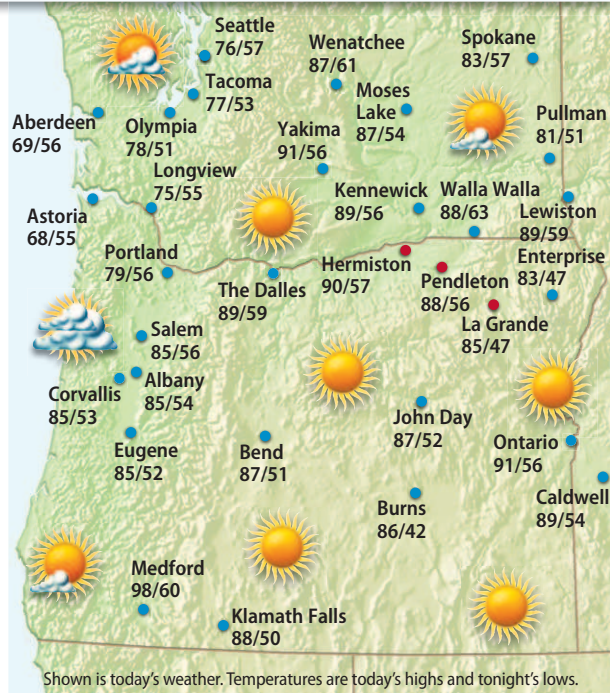 Seattle
76/57
Wenatchee
87/61
Spokane
83/57
Tacoma
77/53
Moses
Lake
87/54
Pullman
81/51
Aberdeen
69/56
Olympia
78/51
Yakima
91/56
Longview
75/55
Kennewick
89/56
Walla Walla
88/63
Lewiston
89/59
Astoria
68/55
Portland
79/56
The Dalles
89/59
Hermiston
90/57
Pendleton
88/56
Enterprise
83/47
La Grande
85/47
Salem
85/56
Albany
85/54
Corvallis
85/53
John Day
87/52
Eugene
85/52
Bend
87/51
Ontario
91/56
Burns
86/42
Caldwell
89/54
Medford
98/60
Klamath Falls
88/50
Shown is today's weather. Temperatures are today's highs and tonight's lows.